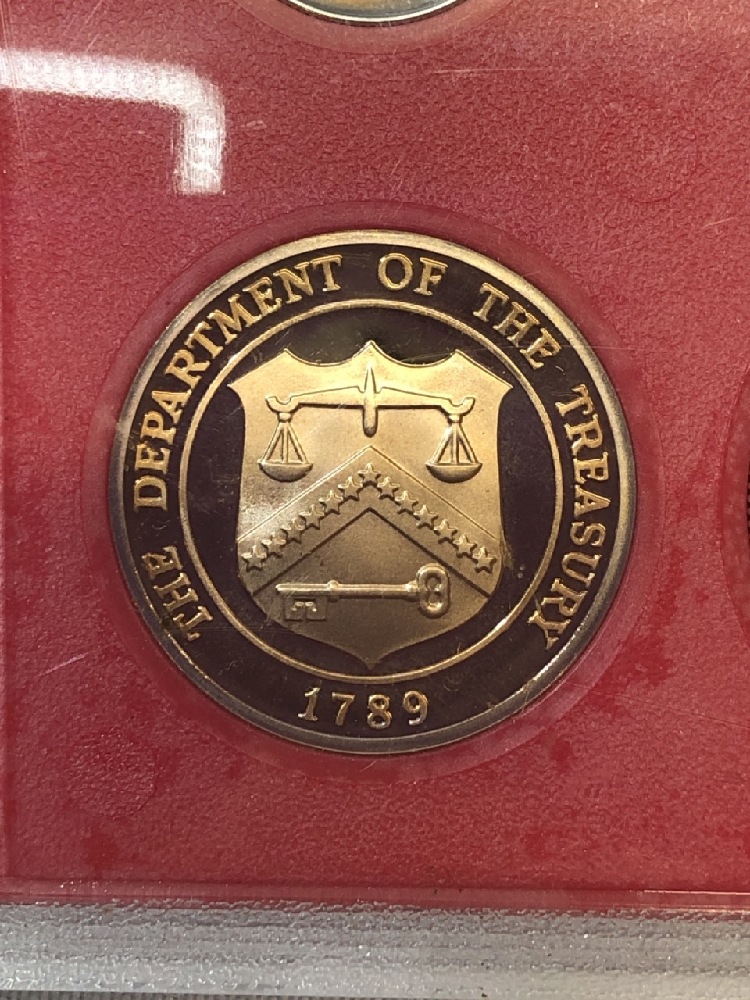 THE DEPARTMENT OF THE TREASURY
1789